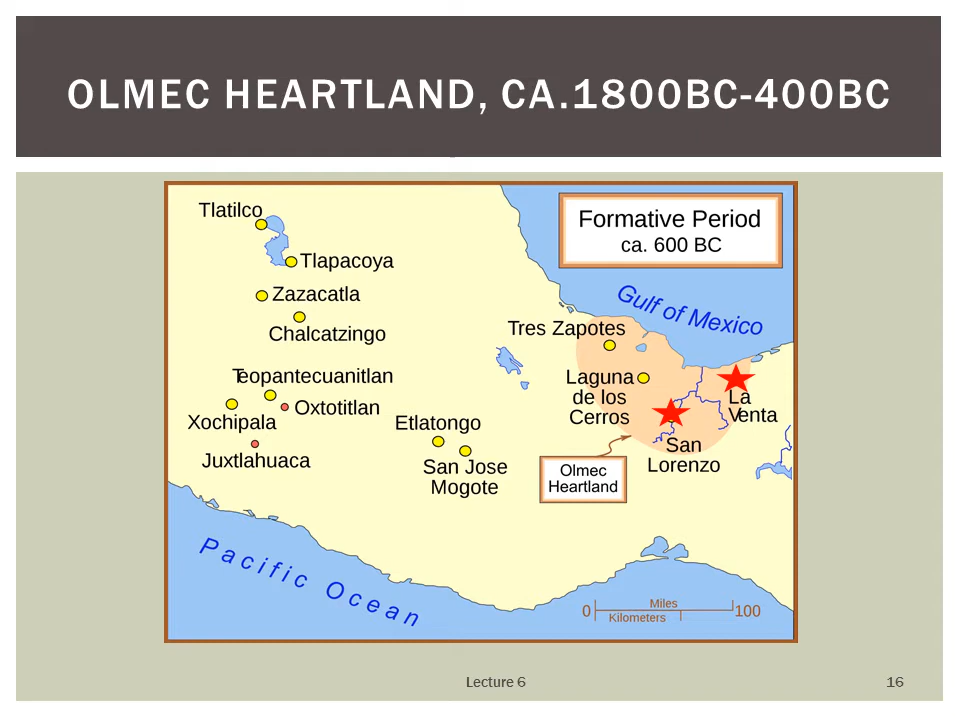 OLMEC HEARTLAND, CA.1800BC-400BC
Formative Period
ca. 600 BC
Tlatilco
Tlapacoya
Zazacatla
Chalcatzingo
Gulf of Mexico
Tres Zapotes
Teopantecuanitlan
Laguna
de los
Cerros
La
Venta
Oxtotitlan
Xochipala
Etlatongo
Juxtlahuaca
San Jose
Mogote
San
Lorenzo
Olmec
Heartland
Pacific Ocean
0 Miles 100
Kilometers
Lecture 6
16